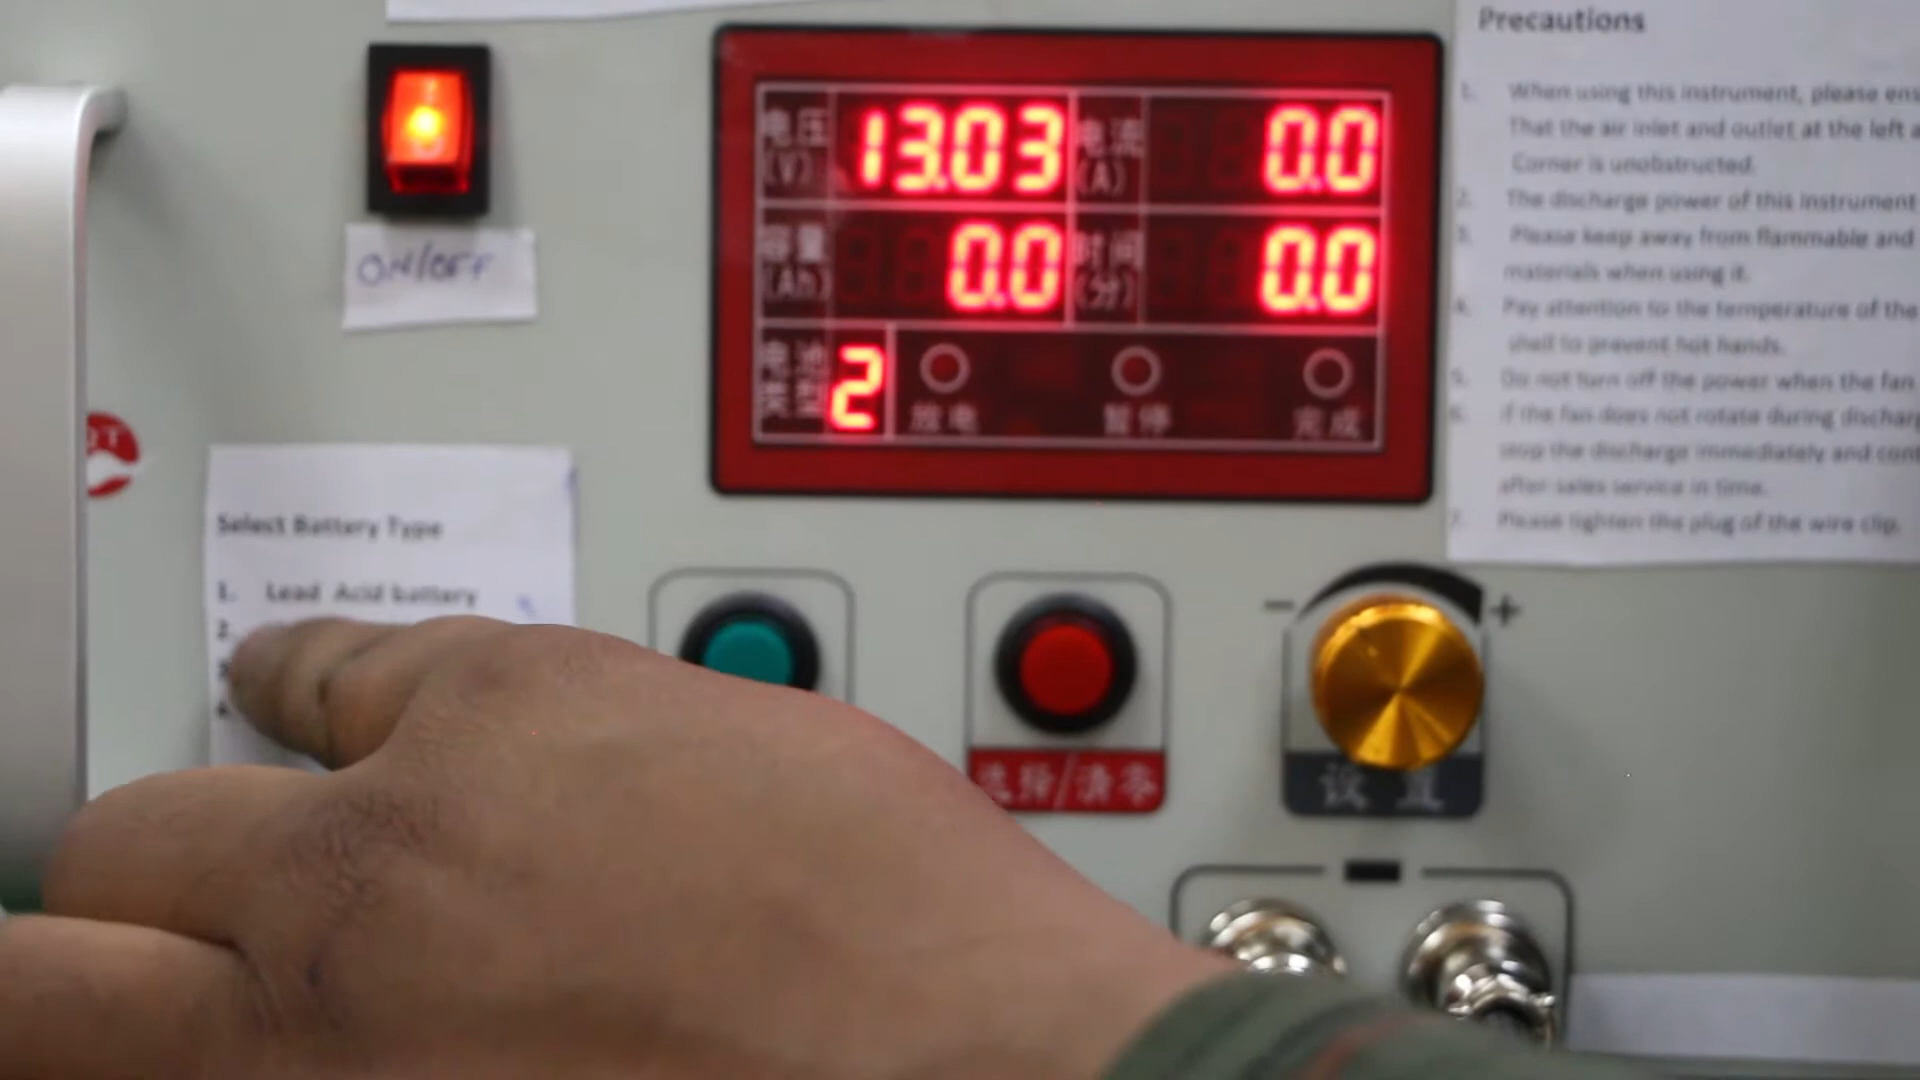 ON/OFF
电压
(V)
13.03
电流
(A)
0.0
容量
(Ah)
0.0
时间
(分)
0.0
电池
类型
2
放电
暂停
完成
Precautions
1. When using this instrument, please ens
That the air inlet and outlet at the left a
Corner is unobstructed.
2. The discharge power of this instrument
3. Please keep away from flammable and
materials when using it.
4. Pay attention to the temperature of the
shell to prevent hot hands.
5. Do not turn off the power when the fan
6. if the fan does not rotate during discharg
stop the discharge immediately and cont
after-sales service in time.
7. Please tighten the plug of the wire clip.
Select Battery Type
1. Lead Acid battery
2.
- +
选择/清零
设置